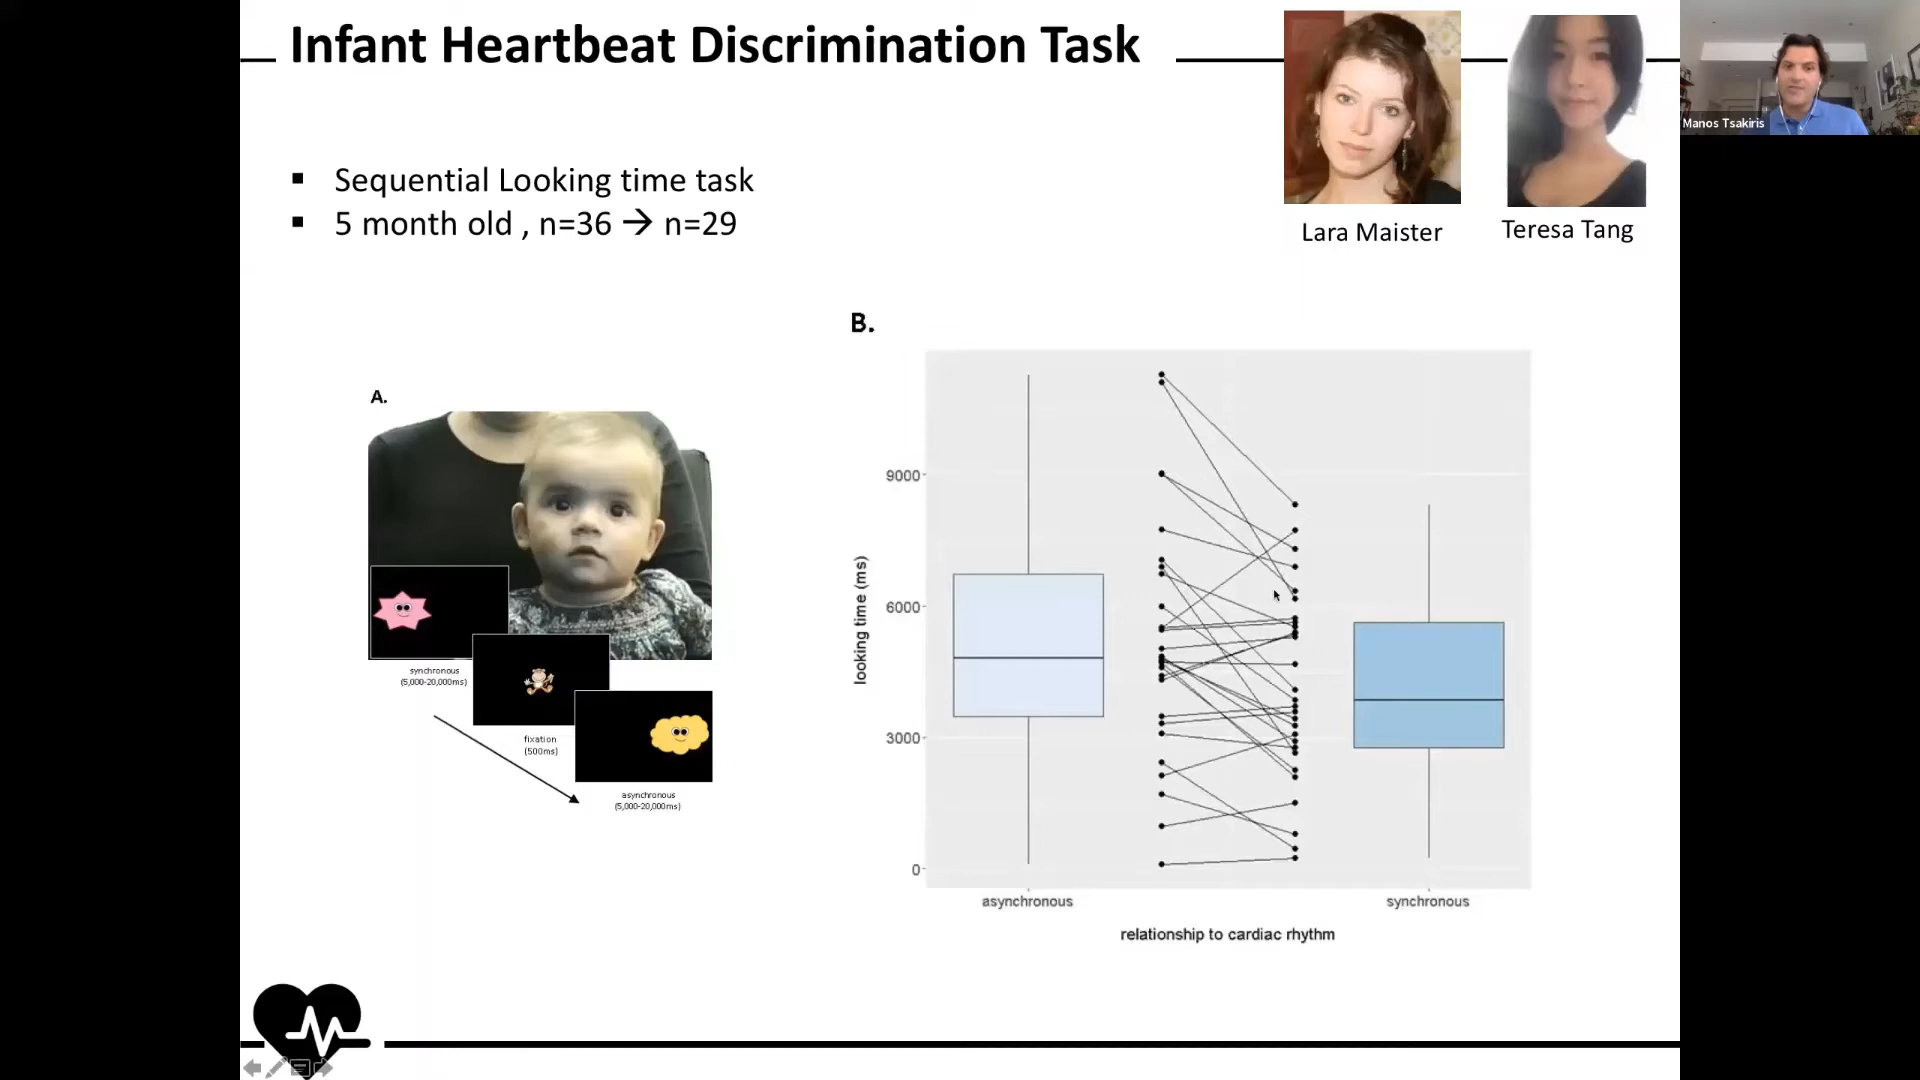 Infant Heartbeat Discrimination Task
Manos Tsakiris
Sequential Looking time task
5 month old , n=36 → n=29
Lara Maister
Teresa Tang
A.
synchronous
(5,000-20,000ms)
fixation
(500ms)
asynchronous
(5,000-20,000ms)
B.
looking time (ms)
9000
6000
3000
0
asynchronous
synchronous
relationship to cardiac rhythm